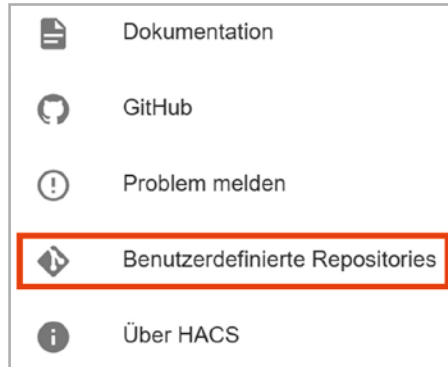 Dokumentation
GitHub
Problem melden
Benutzerdefinierte Repositories
Über HACS